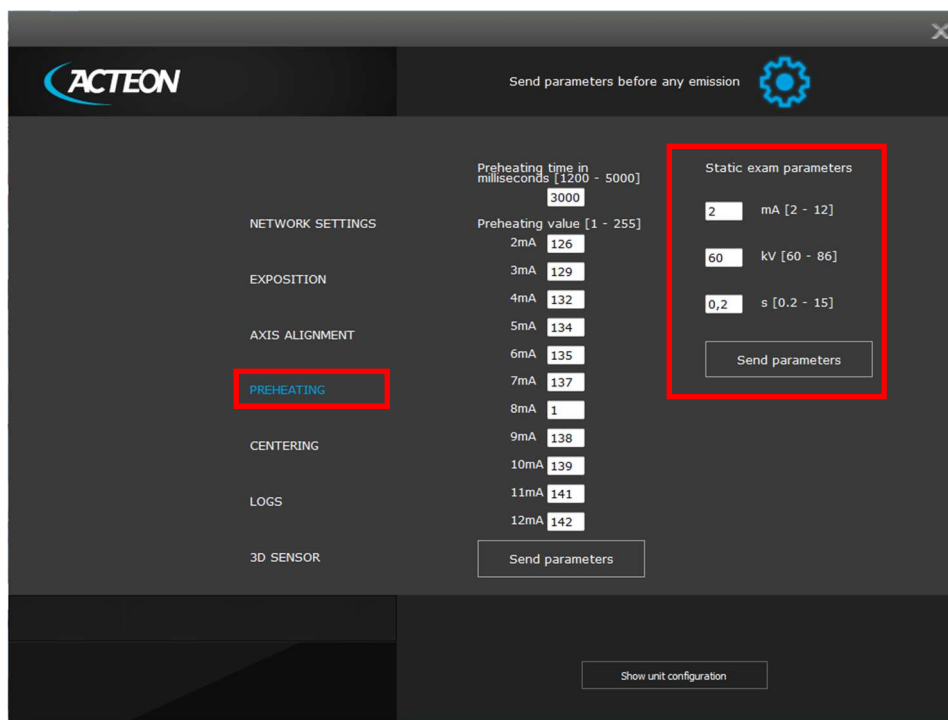 ACTEON
Send parameters before any emission
NETWORK SETTINGS
EXPOSITION
AXIS ALIGNMENT
PREHEATING
CENTERING
LOGS
3D SENSOR
Preheating time in
milliseconds [1200 - 5000]
3000
Preheating value [1 - 255]
2mA 126
3mA 129
4mA 132
5mA 134
6mA 135
7mA 137
8mA 1
9mA 138
10mA 139
11mA 141
12mA 142
Send parameters
Static exam parameters
2 mA [2 - 12]
60 kV [60 - 86]
0,2 s [0.2 - 15]
Send parameters
Show unit configuration